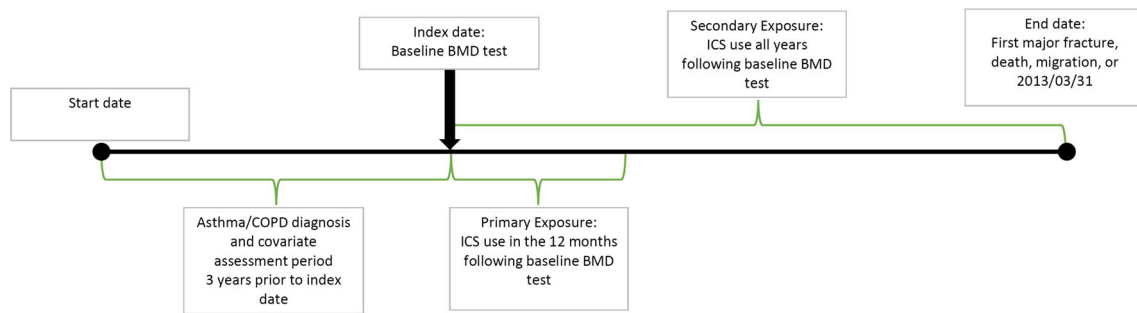 Start date
Index date:
Baseline BMD test
Secondary Exposure:
ICS use all years
following baseline BMD
test
End date:
First major fracture,
death, migration, or
2013/03/31
Asthma/COPD diagnosis
and covariate
assessment period
3 years prior to index
date
Primary Exposure:
ICS use in the 12 months
following baseline BMD
test